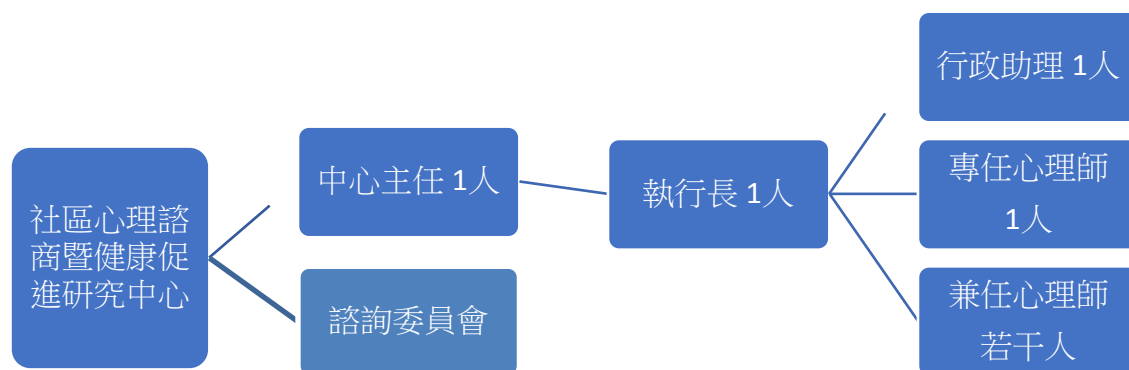 社區心理諮
商暨健康促
進研究中心
中心主任 1人
諮詢委員會
執行長 1人
行政助理 1人
專任心理師
1人
兼任心理師
若干人